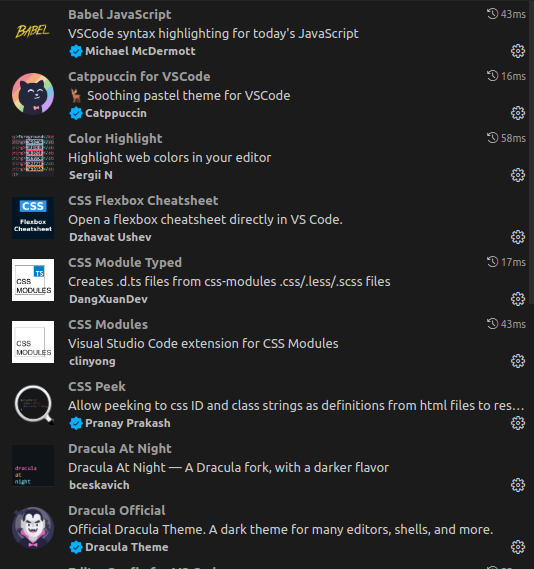 Babel JavaScript 43ms
VSCode syntax highlighting for today's JavaScript
Michael McDermott
BABEL
Catppuccin for VSCode 16ms
🦌 Soothing pastel theme for VSCode
Catppuccin
Color Highlight 58ms
Highlight web colors in your editor
Sergii N
CSS Flexbox Cheatsheet
Open a flexbox cheatsheet directly in VS Code.
Dzhavat Ushev
CSS
Flexbox
Cheatsheet
CSS Module Typed 17ms
Creates .d.ts files from css-modules .css/.less/.scss files
DangXuanDev
TS
CSS
MODULES
CSS Modules 43ms
Visual Studio Code extension for CSS Modules
clinyong
CSS
MODULES
CSS Peek
Allow peeking to css ID and class strings as definitions from html files to res...
Pranay Prakash
Dracula At Night
Dracula At Night — A Dracula fork, with a darker flavor
bceskavich
dracula
at
night
Dracula Official
Official Dracula Theme. A dark theme for many editors, shells, and more.
Dracula Theme